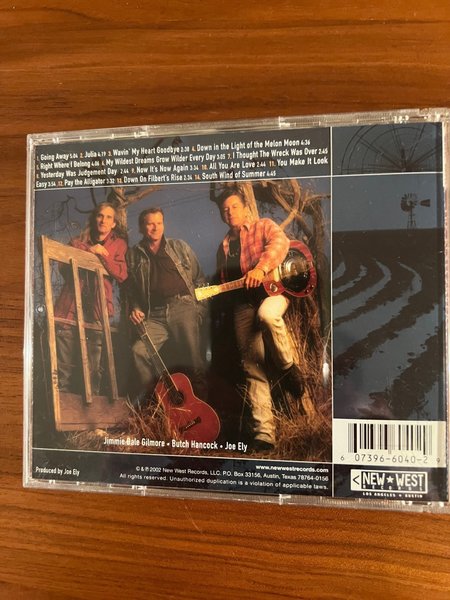 1. Going Away 5:04 2. Julia 4:19 3. Wavin' My Heart Goodbye 2:38 4. Down in the Light of the Melon Moon 4:36
5. Right Where I Belong 4:06 6. My Wildest Dreams Grow Wilder Every Day 3:05 7. I Thought The Wreck Was Over 2:45
8. Yesterday Was Judgement Day 2:44 9. Now It's Now Again 3:34 10. All You Are Love 2:44 11. You Make It Look
Easy 3:54 12. Pay the Alligator 3:32 13. Down On Filbert's Rise 2:34 14. South Wind of Summer 4:45
Jimmie Dale Gilmore • Butch Hancock • Joe Ely
Produced by Joe Ely
© & ℗ 2002 New West Records, LLC, P.O. Box 33156, Austin, Texas 78764-0156
All rights reserved. Unauthorized duplication is a violation of applicable laws.
www.newwestrecords.com
6 07396-6040-2 9
NEW★WEST
RECORDS
LOS ANGELES • AUSTIN